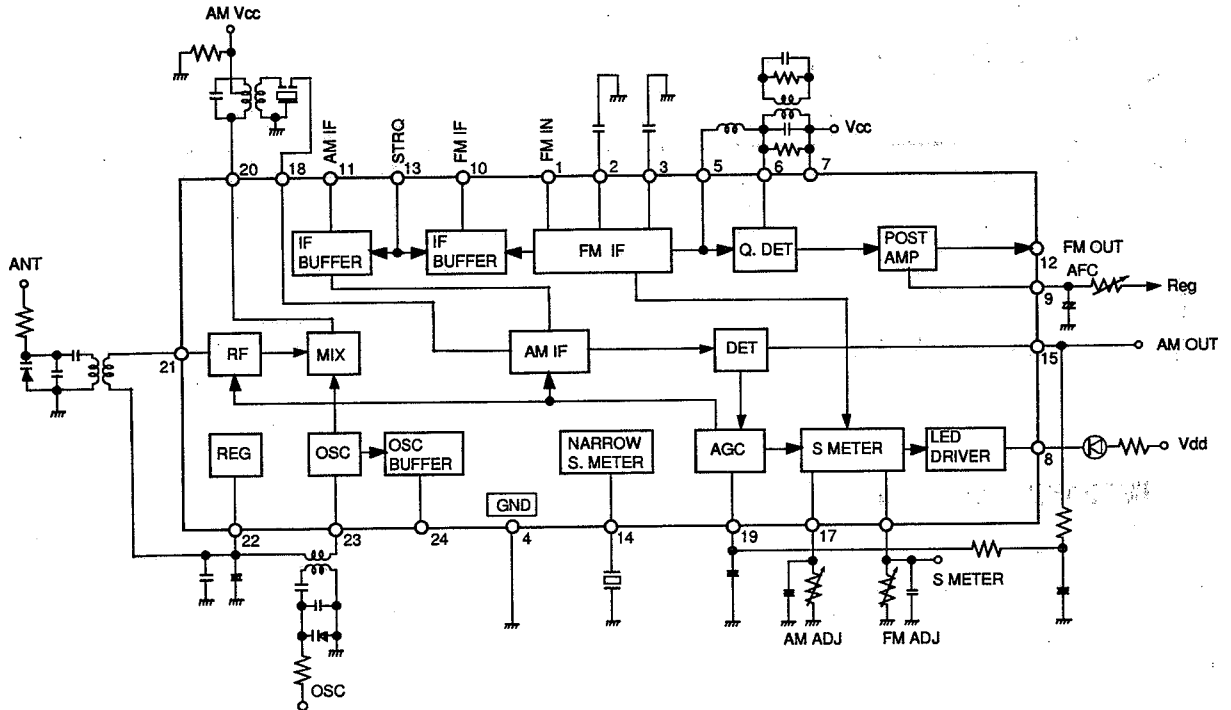 AM Vcc
20
18
AM IF
11
STRQ
13
FM IF
10
FM IN
1
2
3
5
6
7
Vcc
IF
BUFFER
IF
BUFFER
FM IF
Q. DET
POST
AMP
12
FM OUT
9
AFC
Reg
ANT
21
RF
MIX
AM IF
DET
15
AM OUT
REG
OSC
OSC
BUFFER
NARROW
S. METER
AGC
S METER
LED
DRIVER
8
Vdd
GND
22
23
24
4
14
19
17
S METER
AM ADJ
FM ADJ
OSC